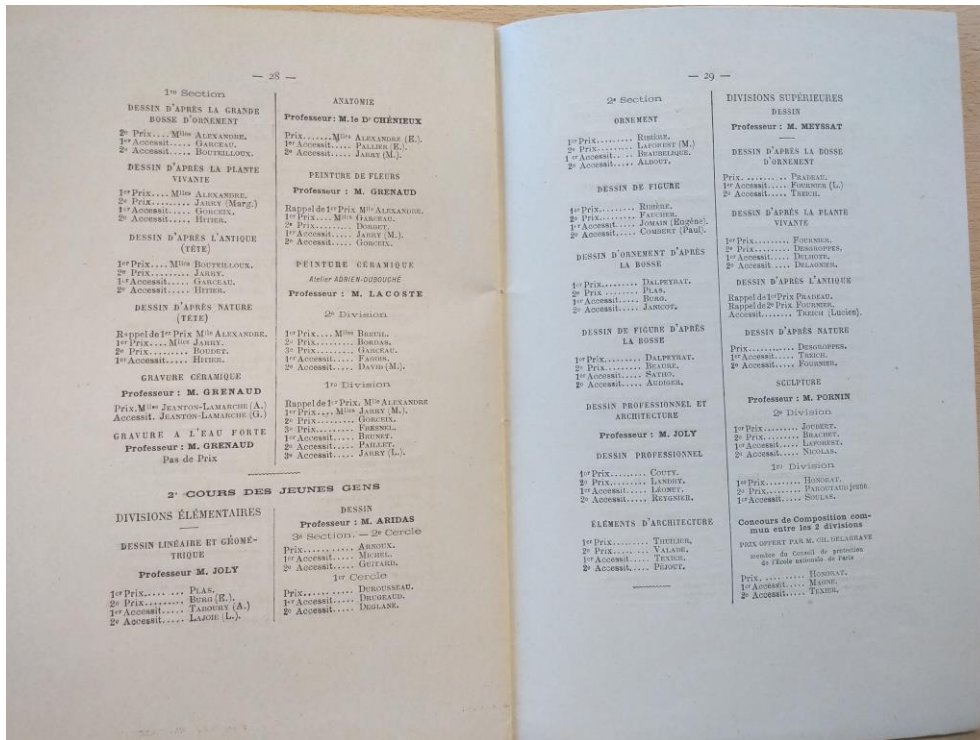 — 28 —
1re Section
DESSIN D'APRÈS LA GRANDE
BOSSE D'ORNEMENT
2e Prix.... Mlles ALEXANDRE.
1er Accessit..... GARCEAU.
2e Accessit..... BOUTEILLOUX.
DESSIN D'APRÈS LA PLANTE
VIVANTE
1er Prix.... Mlles ALEXANDRE.
2e Prix......... JARRY (Marg.)
1er Accessit..... GORCEIX.
2e Accessit..... HITIER.
DESSIN D'APRÈS L'ANTIQUE
(TÊTE)
1er Prix.... Mlles BOUTEILLOUX.
2e Prix......... JARRY.
1er Accessit..... GARCEAU.
2e Accessit..... HITIER.
DESSIN D'APRÈS NATURE
(TÊTE)
Rappel de 1er Prix Mlle ALEXANDRE.
1er Prix.... Mlles JARRY.
2e Prix......... BOUDET.
1er Accessit..... HITIER.
GRAVURE CÉRAMIQUE
Professeur : M. GRENAUD
Prix. Mlles JEANTON-LAMARCHE (A.)
Accessit. JEANTON-LAMARCHE (G.)
GRAVURE A L'EAU FORTE
Professeur : M. GRENAUD
Pas de Prix
ANATOMIE
Professeur : M. le Dr CHÉNIEUX
Prix.......Mlles ALEXANDRE (E.).
1er Accessit..... PALLIER (E.).
2e Accessit..... JARRY (M.).
PEINTURE DE FLEURS
Professeur : M. GRENAUD
Rappel de 1er Prix Mlle ALEXANDRE.
1er Prix.... Mlles GARCEAU.
2e Prix......... DORGET.
1er Accessit..... JARRY (M.).
2e Accessit..... GORCEIX.
PEINTURE CÉRAMIQUE
Atelier ADRIEN-DUBOUCHÉ
Professeur : M. LACOSTE
2e Division
1er Prix.... Mlles BREUIL.
2e Prix......... BORDAS.
3e Prix......... GARCEAU.
1er Accessit..... FARGIS.
2e Accessit..... DAVID (M.).
1re Division
Rappel de 1er Prix. Mlle ALEXANDRE
1er Prix.... Mlles JARRY (M.).
2e Prix......... GORCEIX.
3e Prix......... FRESNEL.
1er Accessit..... BRUNET.
2e Accessit..... PAILLET.
3e Accessit..... JARRY (L.).
2e COURS DES JEUNES GENS
DIVISIONS ÉLÉMENTAIRES
DESSIN LINÉAIRE ET GÉOMÉ-
TRIQUE
Professeur M. JOLY
1er Prix......... PLAS.
2e Prix......... BURG (E.).
1er Accessit..... TABOURY (A.)
2e Accessit..... LAJOIE (L.).
DESSIN
Professeur : M. ARIDAS
3e Section. — 2e Cercle
Prix........... ARNOUX.
1er Accessit..... MICHEL.
2e Accessit..... GUITARD.
1er Cercle
Prix........... DUROUSSEAU.
1er Accessit..... DRUGEAUD.
2e Accessit..... DEGLANE.
— 29 —
2e Section
ORNEMENT
1er Prix......... RIBIÈRE.
2e Prix......... LAFOREST (M.)
1er Accessit..... BEAUBELIQUE.
2e Accessit..... ALBOUT.
DESSIN DE FIGURE
1er Prix......... RIBIÈRE.
2e Prix......... FAUCHER.
1er Accessit..... JOMAIN (Eugène).
2e Accessit..... COMBERT (Paul).
DESSIN D'ORNEMENT D'APRÈS
LA BOSSE
1er Prix......... DALPEYRAT.
2e Prix......... PLAS.
1er Accessit..... BURG.
2e Accessit..... JANICOT.
DESSIN DE FIGURE D'APRÈS
LA BOSSE
1er Prix......... DALPEYRAT.
2e Prix......... BEAURE.
1er Accessit..... SATHO.
2e Accessit..... AUDIGER.
DESSIN PROFESSIONNEL ET
ARCHITECTURE
Professeur : M. JOLY
DESSIN PROFESSIONNEL
1er Prix......... COUTY.
2e Prix......... LANDRY.
1er Accessit..... LÉONET.
2e Accessit..... REYGNIER.
ÉLÉMENTS D'ARCHITECTURE
1er Prix......... THUILIER.
2e Prix......... VALADE.
1er Accessit..... TEXIER.
2e Accessit..... PÉJOUT.
DIVISIONS SUPÉRIEURES
DESSIN
Professeur : M. MEYSSAT
DESSIN D'APRÈS LA BOSSE
D'ORNEMENT
Prix........... PRADEAU.
1er Accessit..... FOURNIER (L.)
2e Accessit..... TREICH.
DESSIN D'APRÈS LA PLANTE
VIVANTE
1er Prix......... FOURNIER.
2e Prix......... DESGROPPES.
1er Accessit..... DELHOTE.
2e Accessit..... DELAGNIER.
DESSIN D'APRÈS L'ANTIQUE
Rappel de 1er Prix PRADEAU.
Rappel de 2e Prix FOURNIER.
Accessit........ TREICH (Lucien).
DESSIN D'APRÈS NATURE
Prix........... DESGROPPES.
1er Accessit..... TREICH.
2e Accessit..... FOURNIER.
SCULPTURE
Professeur : M. PORNIN
2e Division
1er Prix......... JOUBERT.
2e Prix......... BRACHET.
1er Accessit..... LAFOREST.
2e Accessit..... NICOLAS.
1re Division
1er Prix......... HONORAT.
2e Prix......... PAROUTAUD jeune.
1er Accessit..... SOULAS.
Concours de Composition com-
mun entre les 2 divisions
PRIX OFFERT PAR M. CH. DELAGRAVE
membre du Conseil de protection
de l'École nationale de Paris
Prix........... HONORAT.
1er Accessit..... MAGNE.
2e Accessit..... TEXIER.